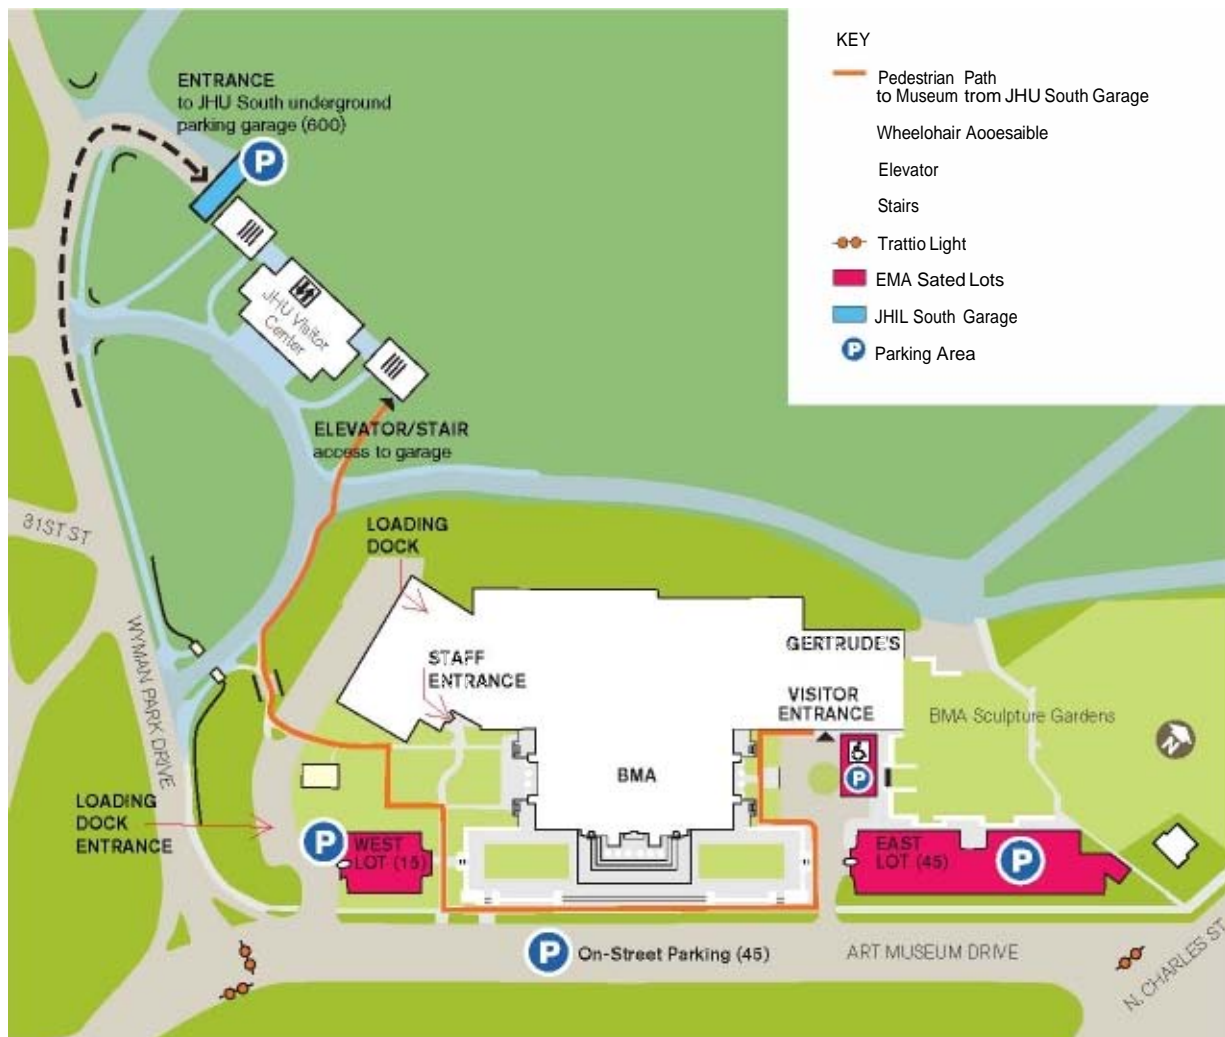 KEY
Pedestrian Path
to Museum trom JHU South Garage
Wheelohair Aooesaible
Elevator
Stairs
Trattio Light
EMA Sated Lots
JHIL South Garage
P Parking Area
ENTRANCE
to JHU South underground
parking garage (600)
P
JHU Visitor
Center
ELEVATOR/STAIR
access to garage
31ST ST
LOADING
DOCK
WYMAN PARK DRIVE
STAFF
ENTRANCE
GERTRUDE'S
VISITOR
ENTRANCE
BMA Sculpture Gardens
N
BMA
P
LOADING
DOCK
ENTRANCE
P
WEST
LOT (15)
EAST
LOT (45)
P
P
On-Street Parking (45)
ART MUSEUM DRIVE
N. CHARLES ST